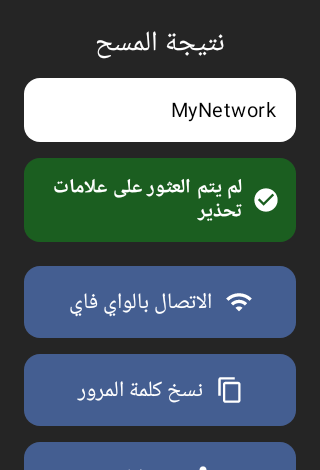 نتيجة المسح
MyNetwork
لم يتم العثور على علامات
تحذير
الاتصال بالواي فاي
نسخ كلمة المرور